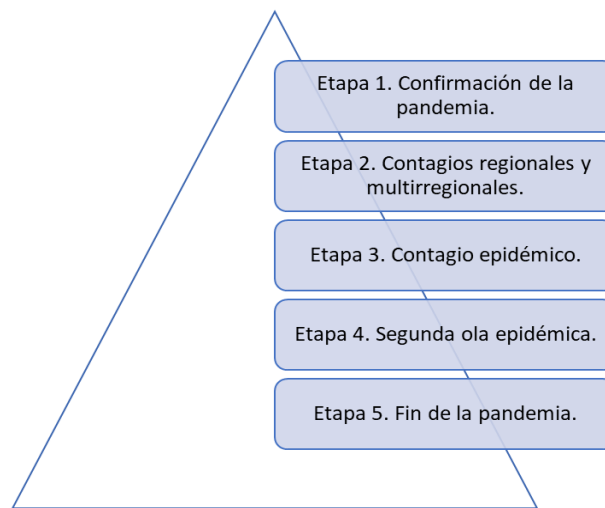 Etapa 1. Confirmación de la
pandemia.
Etapa 2. Contagios regionales y
multirregionales.
Etapa 3. Contagio epidémico.
Etapa 4. Segunda ola epidémica.
Etapa 5. Fin de la pandemia.